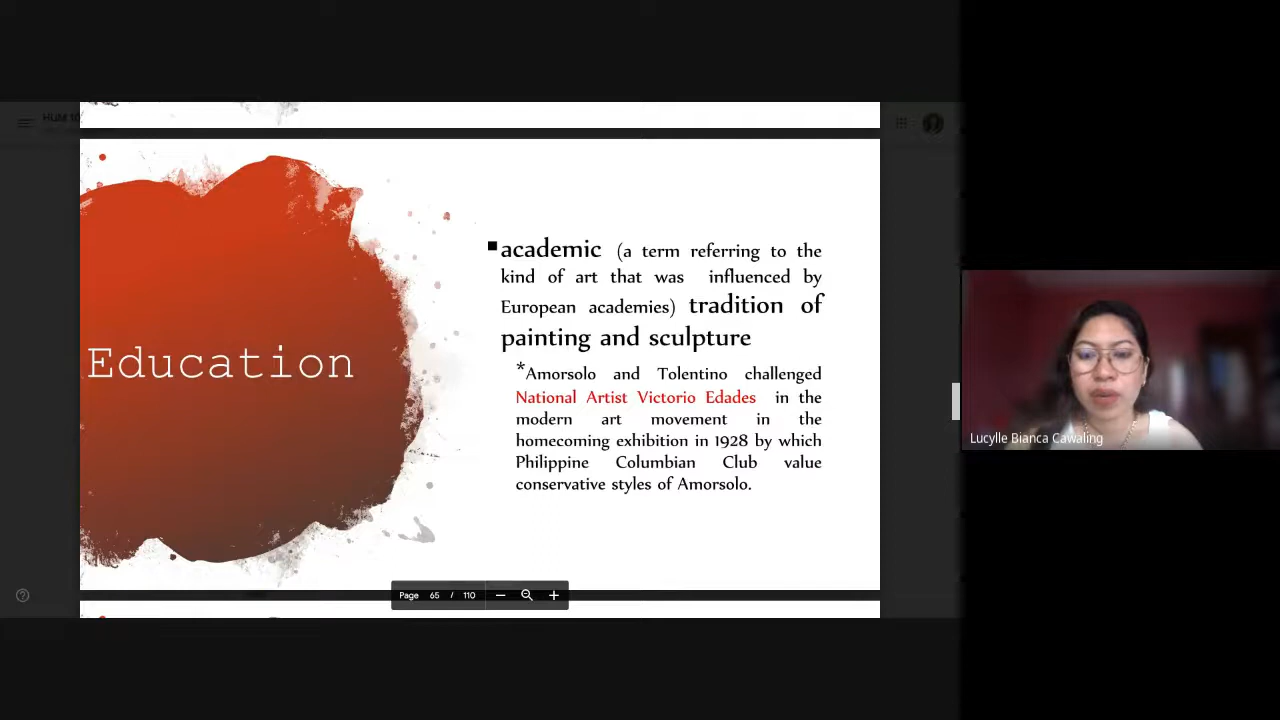 HUM 10
Education
academic (a term referring to the
kind of art that was influenced by
European academies) tradition of
painting and sculpture
*Amorsolo and Tolentino challenged
National Artist Victorio Edades in the
modern art movement in the
homecoming exhibition in 1928 by which
Philippine Columbian Club value
conservative styles of Amorsolo.
Page 65 / 110
Lucylle Bianca Cawaling